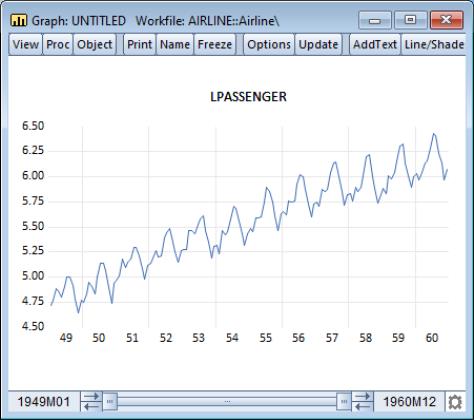 Graph: UNTITLED Workfile: AIRLINE::Airline\
View Proc Object Print Name Freeze Options Update AddText Line/Shade
LPASSENGER
6.50
6.25
6.00
5.75
5.50
5.25
5.00
4.75
4.50
49 50 51 52 53 54 55 56 57 58 59 60
1949M01 1960M12